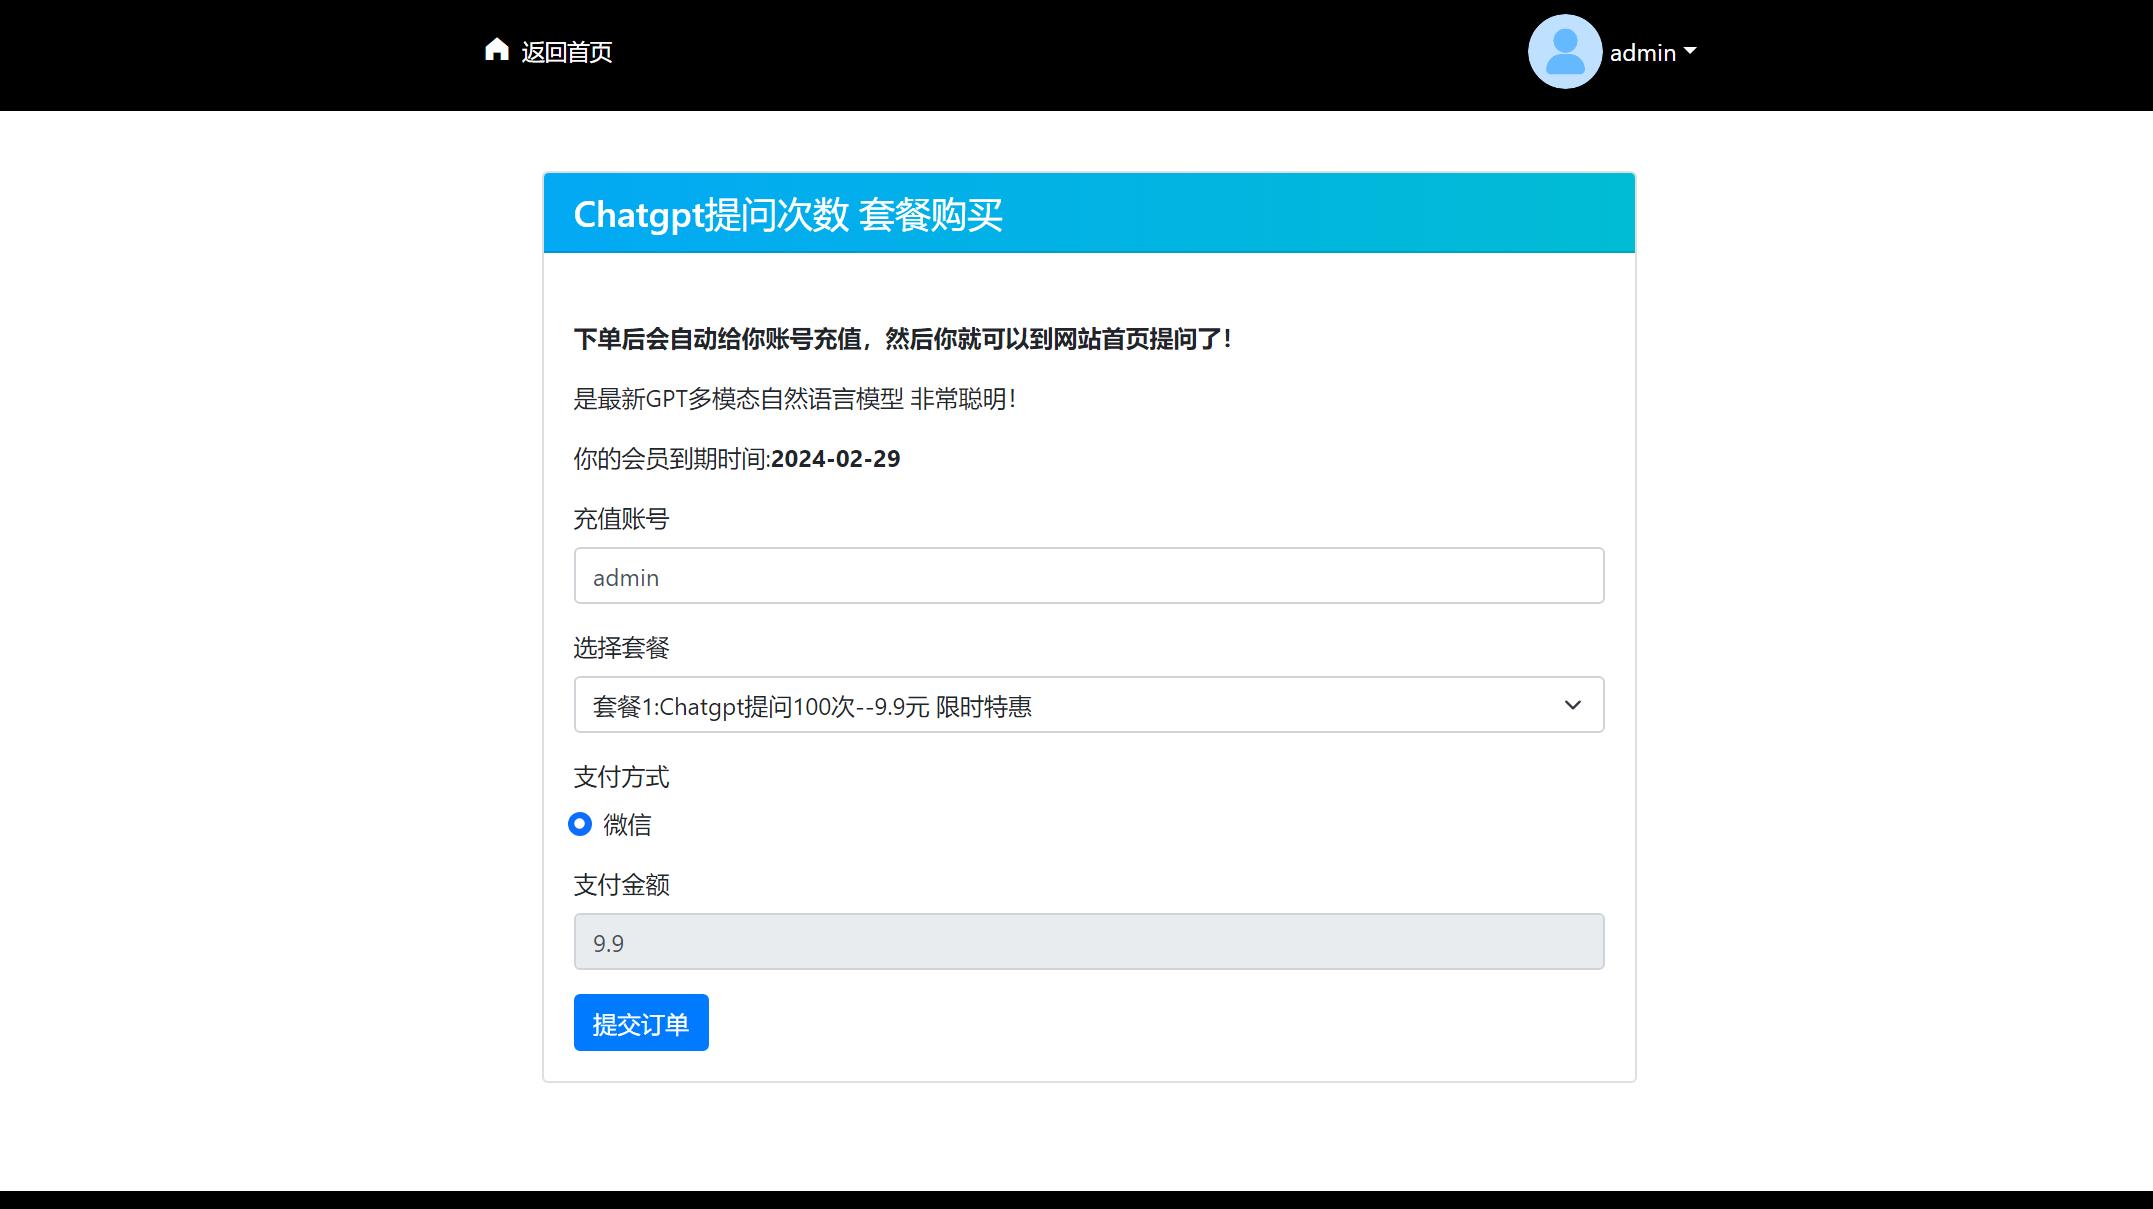 返回首页
admin
Chatgpt提问次数 套餐购买
下单后会自动给你账号充值，然后你就可以到网站首页提问了！
是最新GPT多模态自然语言模型 非常聪明！
你的会员到期时间:2024-02-29
充值账号
admin
选择套餐
套餐1:Chatgpt提问100次--9.9元 限时特惠
支付方式
微信
支付金额
9.9
提交订单